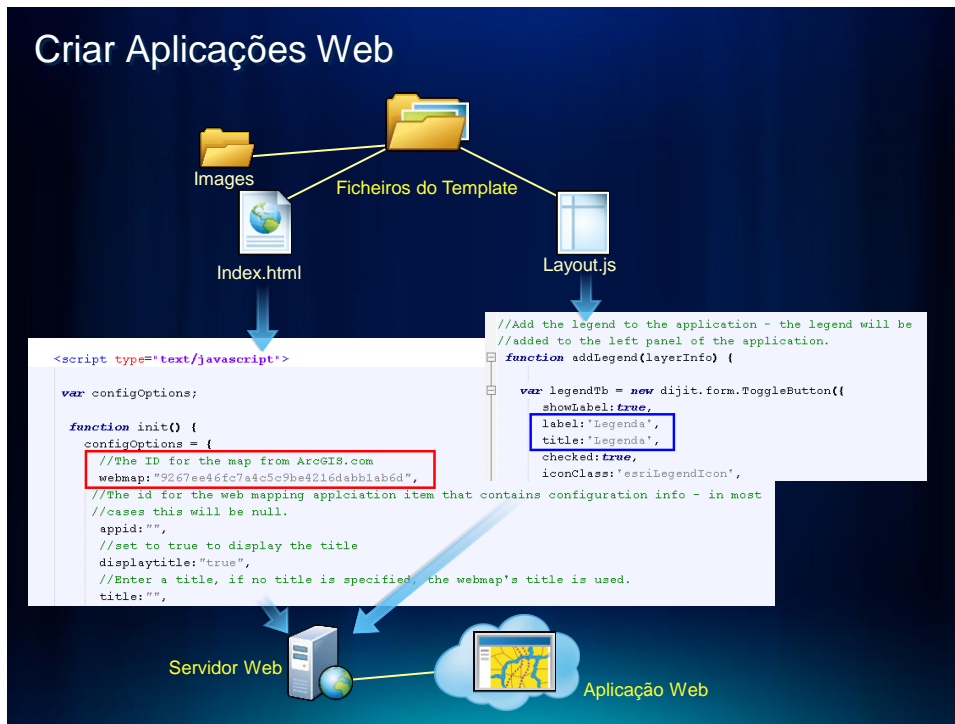 Criar Aplicações Web
Images
Ficheiros do Template
Index.html
Layout.js
//Add the legend to the application - the legend will be
//added to the left panel of the application.
function addLegend(layerInfo) {
var legendTb = new dijit.form.ToggleButton({
showLabel:true,
label:'Legenda',
title:'Legenda',
checked:true,
iconClass:'esriLegendIcon',
<script type="text/javascript">
var configOptions;
function init() {
configOptions = {
//The ID for the map from ArcGIS.com
webmap:"9267ee46fc7a4c5c9be4216dabb1ab6d",
//The id for the web mapping applciation item that contains configuration info - in most
//cases this will be null.
appid:"",
//set to true to display the title
displaytitle:"true",
//Enter a title, if no title is specified, the webmap's title is used.
title:"",
Servidor Web
Aplicação Web